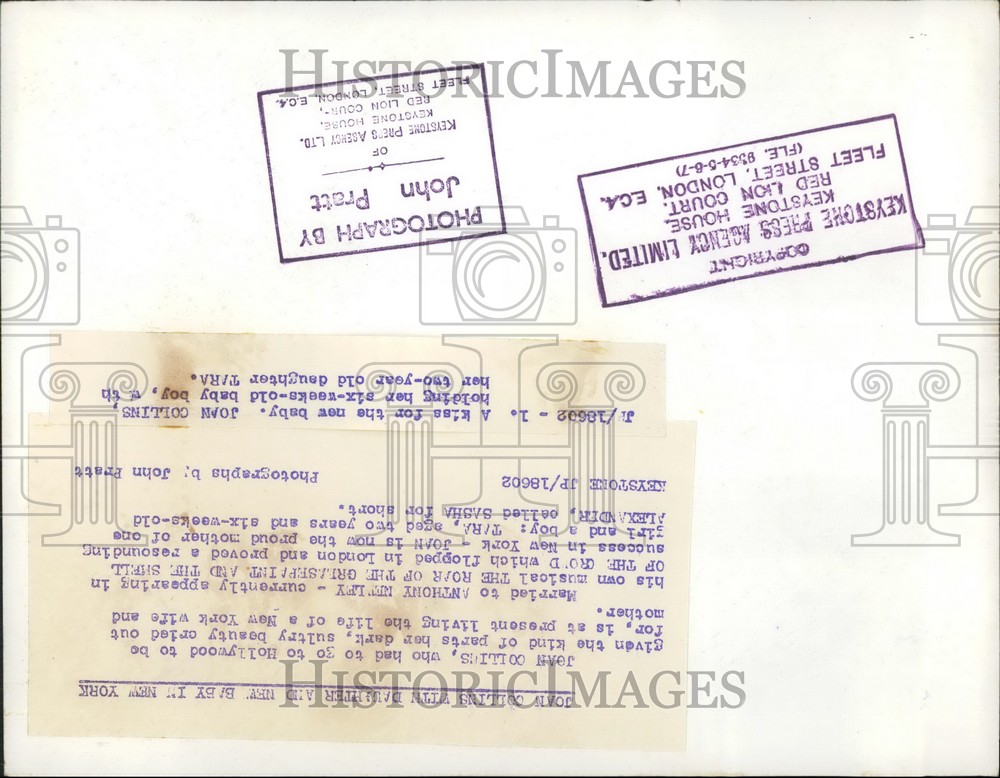 JOAN COLLINS WITH DAUGHTER AND NEW BABY IN NEW YORK
JOAN COLLINS, who had to go to Hollywood to be
given the kind of parts her dark, sultry beauty cried out
for, is at present living the life of a New York wife and
mother.
Married to ANTHONY NEWLEY - currently appearing in
his own musical THE ROAR OF THE GREASEPAINT AND THE SMELL
OF THE CROWD which flopped in London and proved a resounding
success in New York - JOAN is now the proud mother of one
girl and a boy: TARA, aged two years and six-weeks-old
ALEXANDER, called SASHA for short.
KEYSTONE JP/18602 Photographs by John Pratt
JP/18602 - 1. A kiss for the new baby. JOAN COLLINS,
holding her six-weeks-old baby boy, with
her two-year old daughter TARA.
COPYRIGHT
KEYSTONE PRESS AGENCY LIMITED.
KEYSTONE HOUSE,
RED LION COURT,
FLEET STREET, LONDON, E.C.4.
(FLE. 9334-5-6-7)
PHOTOGRAPH BY
John Pratt
OF
KEYSTONE PRESS AGENCY LTD.
KEYSTONE HOUSE,
RED LION COURT,
FLEET STREET, LONDON, E.C.4.
HISTORICIMAGES
HISTORICIMAGES